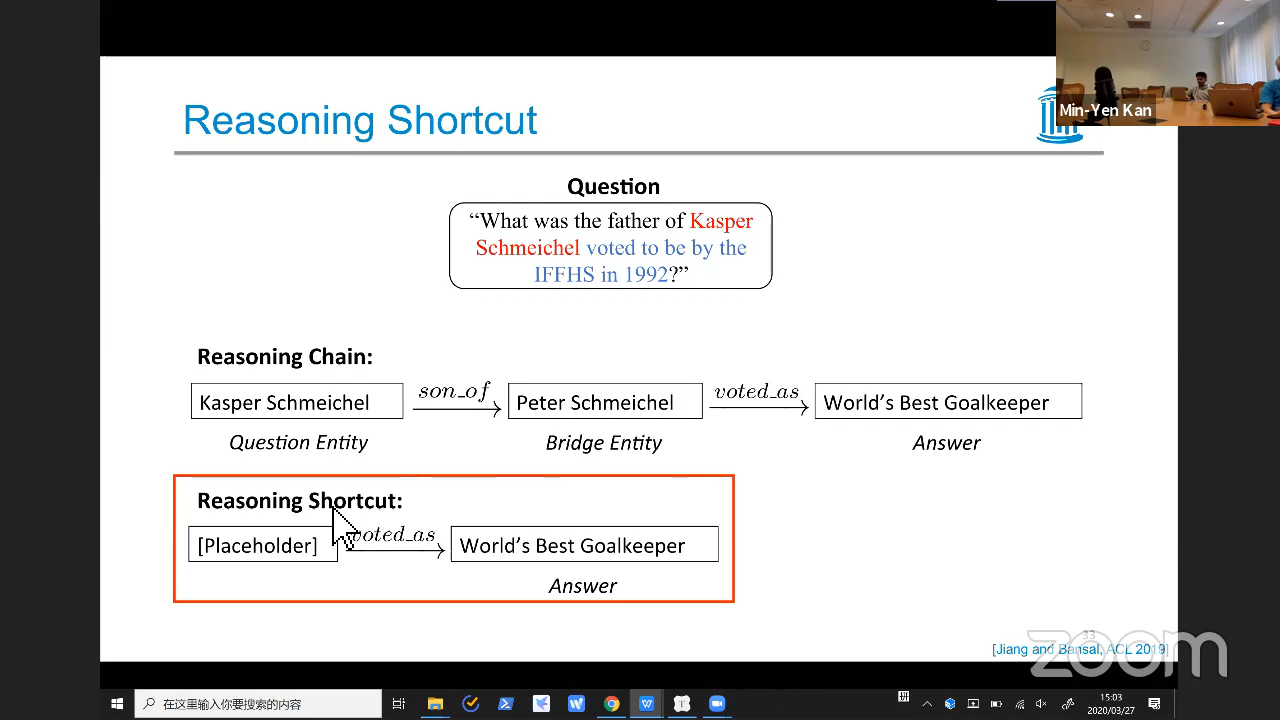 Reasoning Shortcut
Min-Yen Kan
Question
“What was the father of Kasper
Schmeichel voted to be by the
IFFHS in 1992?”
Reasoning Chain:
Kasper Schmeichel
son_of
Peter Schmeichel
voted_as
World’s Best Goalkeeper
Question Entity
Bridge Entity
Answer
Reasoning Shortcut:
[Placeholder]
voted_as
World’s Best Goalkeeper
Answer
33
[Jiang and Bansal, ACL 2019]
zoom
在这里输入你要搜索的内容
15:03
2020/03/27